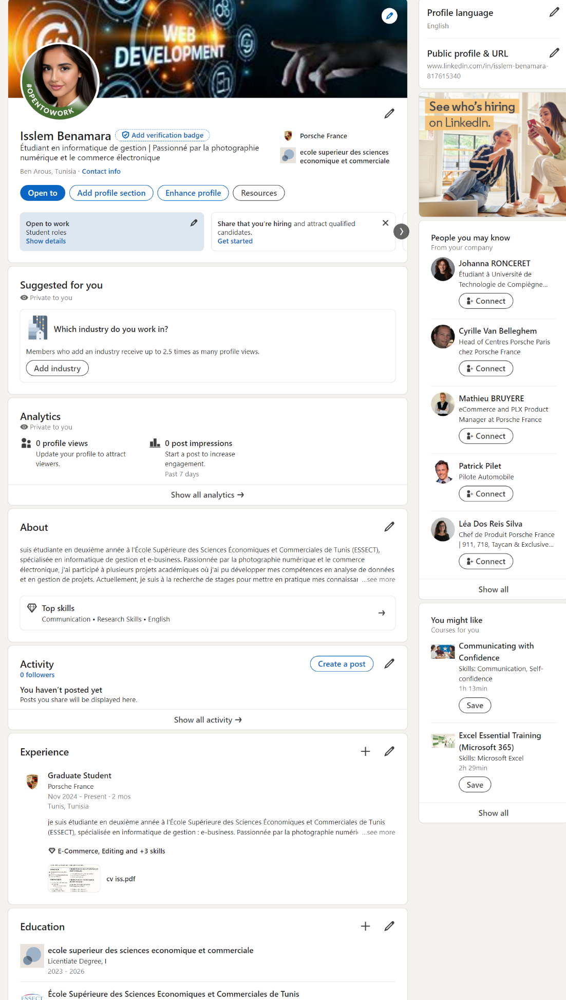 WEB
DEVELOPMENT
#OPENTOWORK
Isslem Benamara
Add verification badge
Étudiant en informatique de gestion | Passionné par la photographie
numérique et le commerce électronique
Ben Arous, Tunisia · Contact info
Porsche France
ecole superieur des sciences
economique et commerciale
Open to
Add profile section
Enhance profile
Resources
Open to work
Student roles
Show details
Share that you're hiring and attract qualified
candidates.
Get started
Suggested for you
Private to you
Which industry do you work in?
Members who add an industry receive up to 2.5 times as many profile views.
Add industry
Analytics
Private to you
0 profile views
Update your profile to attract
viewers.
0 post impressions
Start a post to increase
engagement.
Past 7 days
Show all analytics →
About
suis étudiante en deuxième année à l'École Supérieure des Sciences Économiques et Commerciales de Tunis (ESSECT),
spécialisée en informatique de gestion et e-business. Passionnée par la photographie numérique et le commerce
électronique, j'ai participé à plusieurs projets académiques où j'ai pu développer mes compétences en analyse de données
et en gestion de projets. Actuellement, je suis à la recherche de stages pour mettre en pratique mes connaissar ...see more
Top skills
Communication • Research Skills • English
Activity
0 followers
Create a post
You haven't posted yet
Posts you share will be displayed here.
Show all activity →
Experience
Graduate Student
Porsche France
Nov 2024 - Present · 2 mos
Tunis, Tunisia
je suis étudiante en deuxième année à l'École Supérieure des Sciences Économiques et Commerciales de Tunis
(ESSECT), spécialisée en informatique de gestion : e-business. Passionnée par la photographie numéri ...see more
E-Commerce, Editing and +3 skills
cv iss.pdf
Education
ecole superieur des sciences economique et commerciale
Licentiate Degree, I
2023 - 2026
École Supérieure des Sciences Economiques et Commerciales de Tunis
ESSECT
Profile language
English
Public profile & URL
www.linkedin.com/in/isslem-benamara-
817615340
See who's hiring
on LinkedIn.
People you may know
From your company
Johanna RONCERET
Étudiant à Université de
Technologie de Compiègne...
Connect
Cyrille Van Belleghem
Head of Centres Porsche Paris
chez Porsche France
Connect
Mathieu BRUYERE
eCommerce and PLX Product
Manager at Porsche France
Connect
Patrick Pilet
Pilote Automobile
Connect
Léa Dos Reis Silva
Chef de Produit Porsche France
| 911, 718, Taycan & Exclusive...
Connect
Show all
You might like
Courses for you
Communicating with
Confidence
Skills: Communication, Self-
confidence
1h 13min
Save
Excel Essential Training
(Microsoft 365)
Skills: Microsoft Excel
2h 29min
Save
Show all